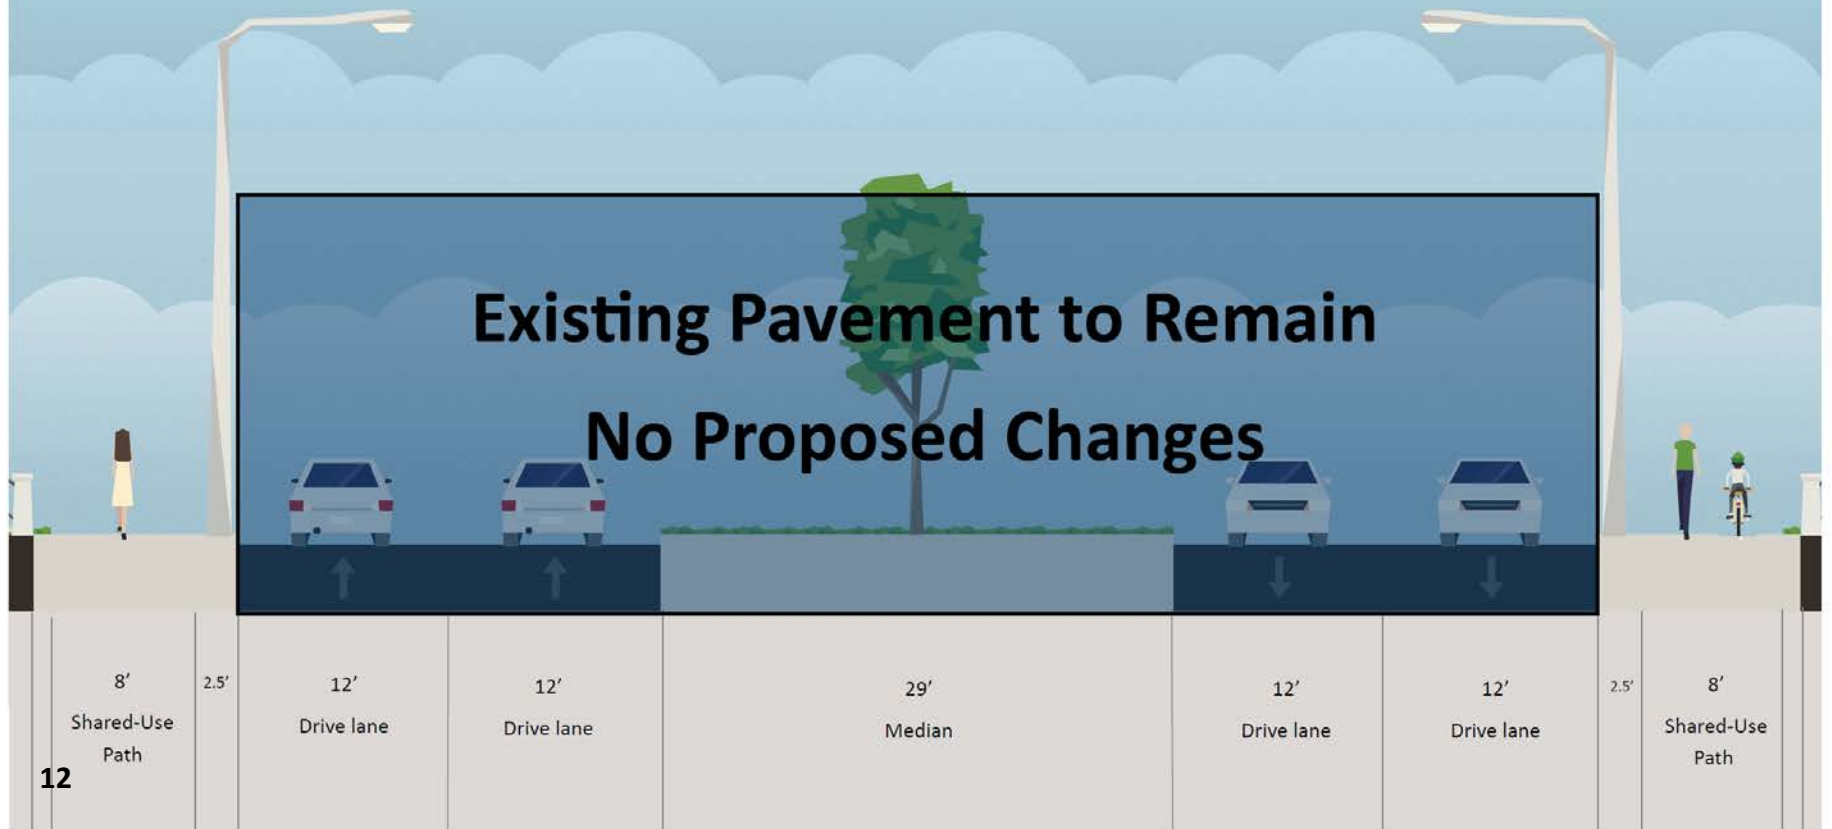 Existing Pavement to Remain
No Proposed Changes
8’
Shared-Use
Path
2.5’
12’
Drive lane
12’
Drive lane
29’
Median
12’
Drive lane
12’
Drive lane
2.5’
8’
Shared-Use
Path
12